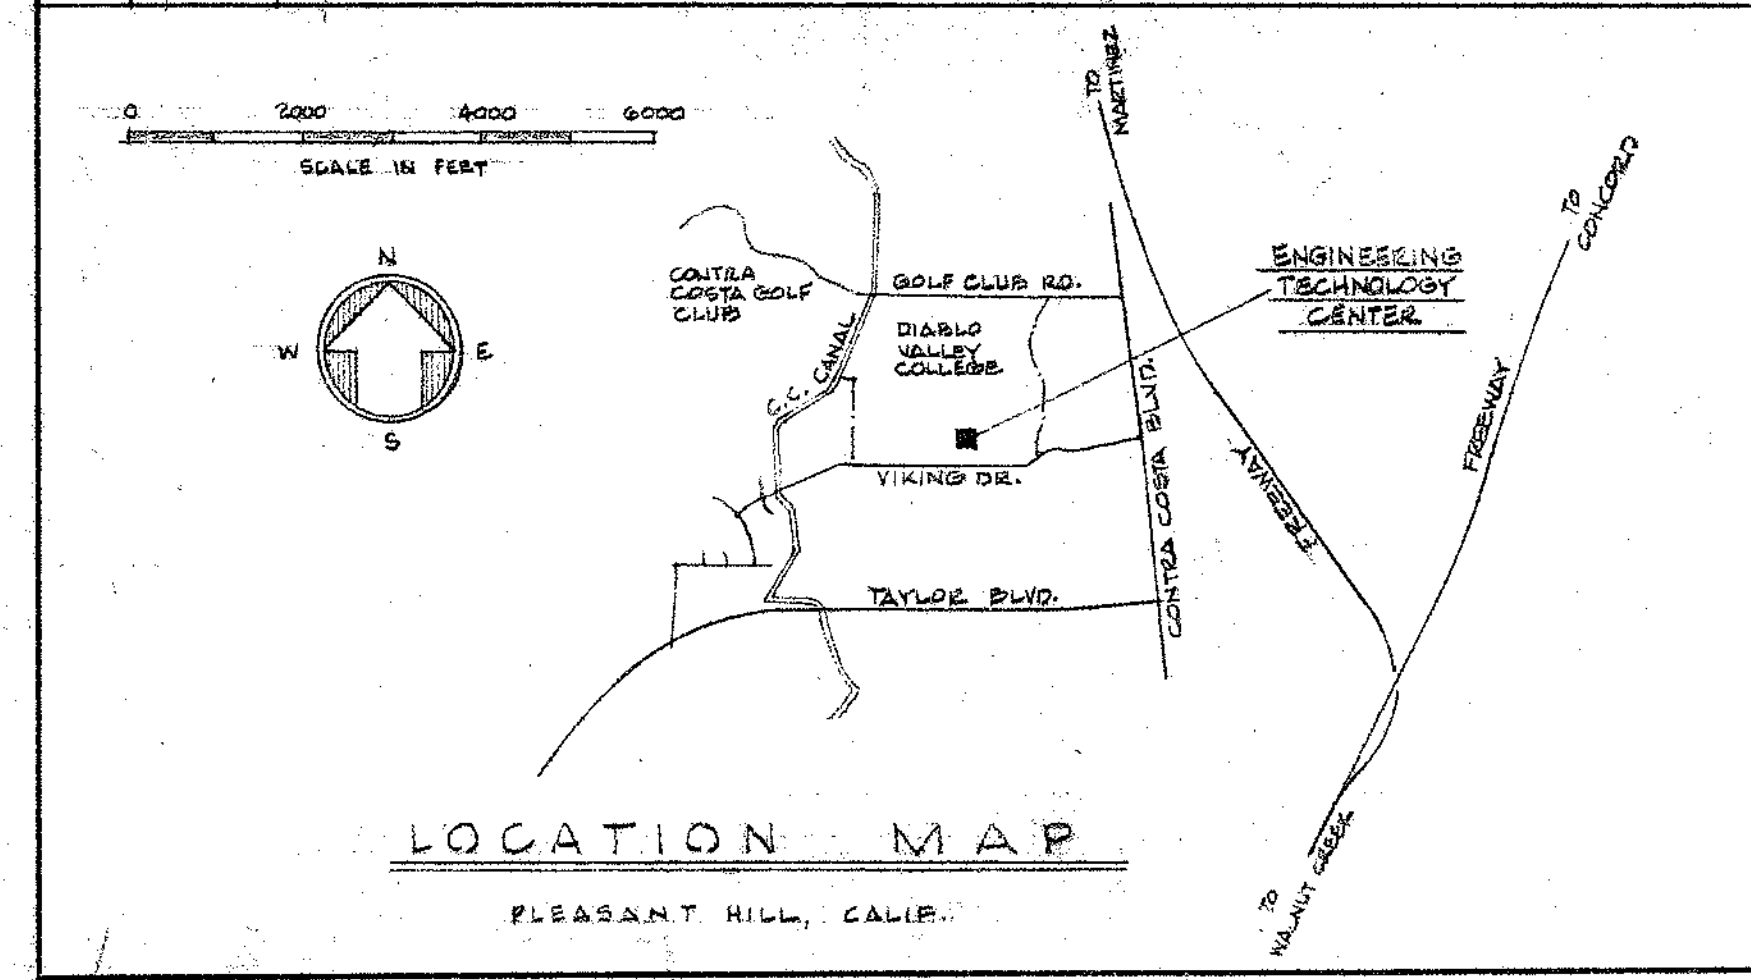 0 2000 4000 6000
SCALE IN FEET
N
W E
S
TO
MARTINEZ
TO
CONCORD
CONTRA
COSTA GOLF
CLUB
GOLF CLUB RD.
ENGINEERING
TECHNOLOGY
CENTER
DIABLO
VALLEY
COLLEGE
C.C. CANAL
CONTRA COSTA BLVD.
FREEWAY
FREEWAY
VIKING DR.
TAYLOR BLVD.
TO
WALNUT CREEK
LOCATION MAP
PLEASANT HILL, CALIF.